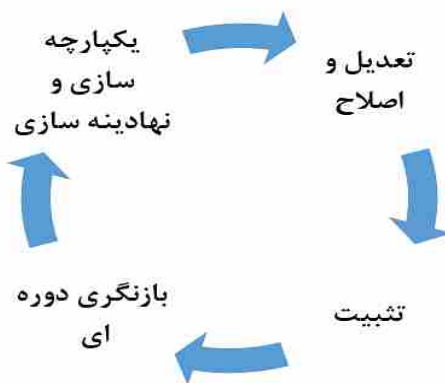 یکپارچه
سازی و
نهادینه سازی
تعدیل و
اصلاح
تثبیت
بازنگری دوره
ای